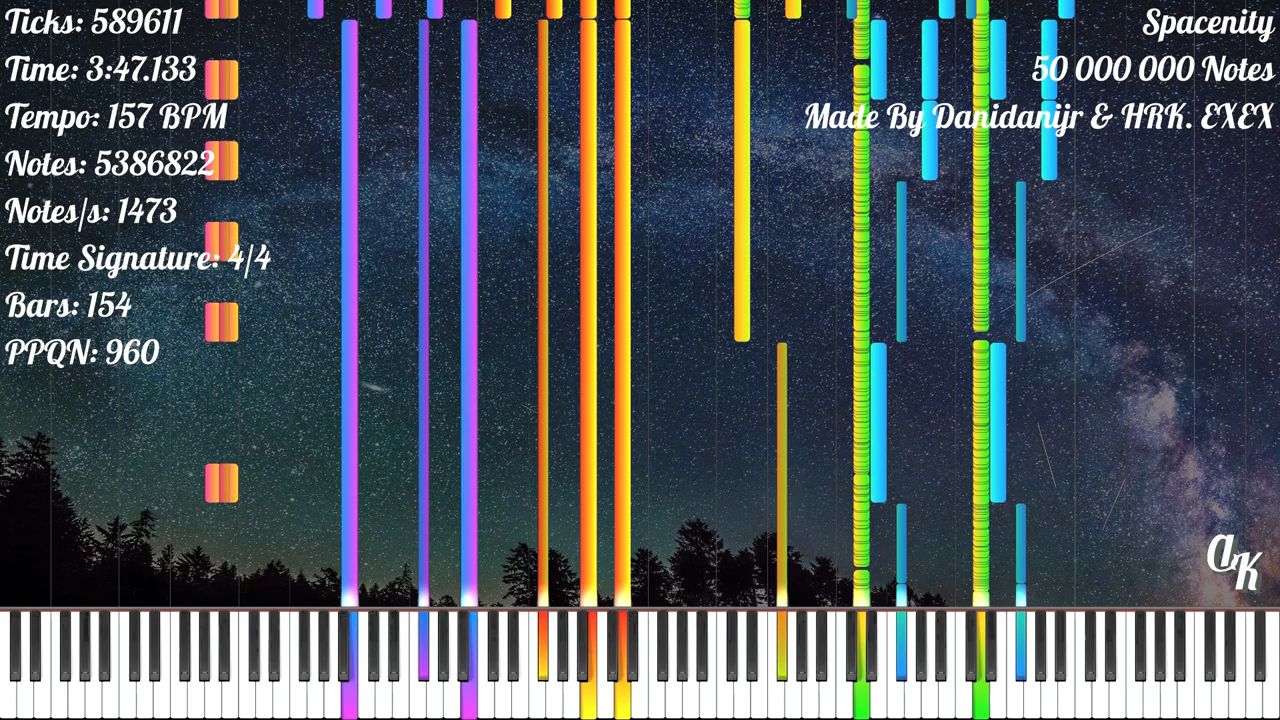 Ticks: 589611
Time: 3:47.133
Tempo: 157 BPM
Notes: 5386822
Notes/s: 1473
Time Signature: 4/4
Bars: 154
PPQN: 960
Spacenity
50 000 000 Notes
Made By Danidanijr & HRK. EXEX
AK